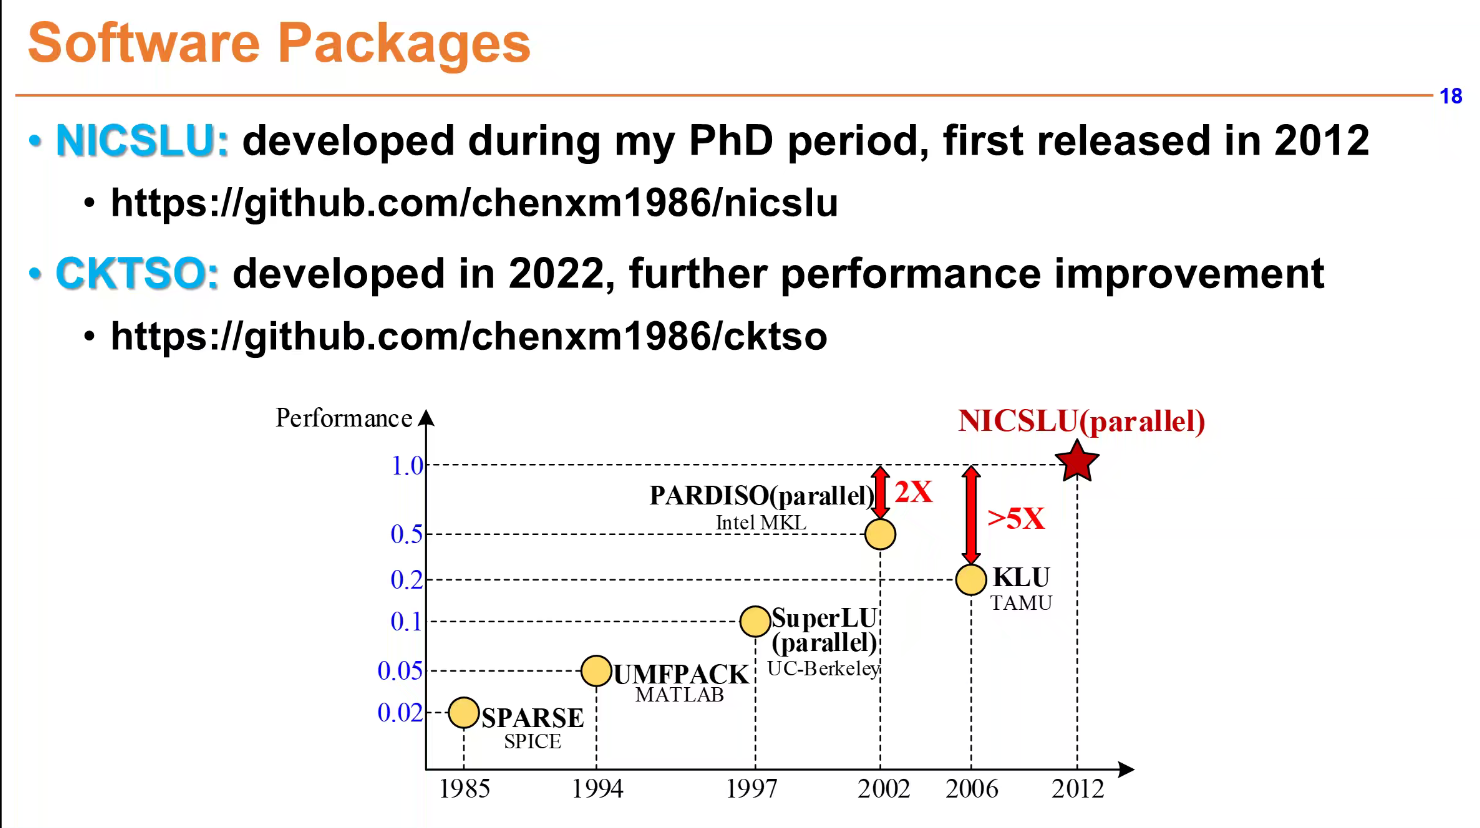 Software Packages
18
• NICSLU: developed during my PhD period, first released in 2012
• https://github.com/chenxm1986/nicslu
• CKTSO: developed in 2022, further performance improvement
• https://github.com/chenxm1986/cktso
Performance
NICSLU(parallel)
1.0
PARDISO(parallel)
2X
Intel MKL
>5X
0.5
0.2
KLU
TAMU
0.1
SuperLU
(parallel)
UC-Berkeley
0.05
UMFPACK
MATLAB
0.02
SPARSE
SPICE
1985 1994 1997 2002 2006 2012